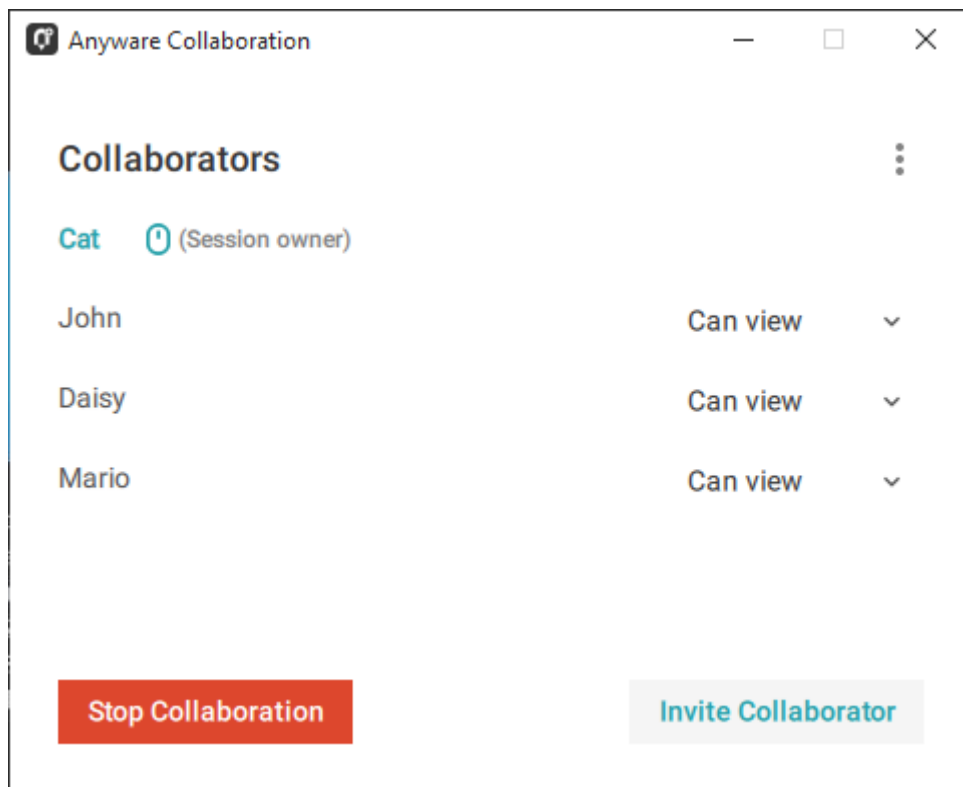 Anyware Collaboration
Collaborators
Cat (Session owner)
John Can view
Daisy Can view
Mario Can view
Stop Collaboration Invite Collaborator